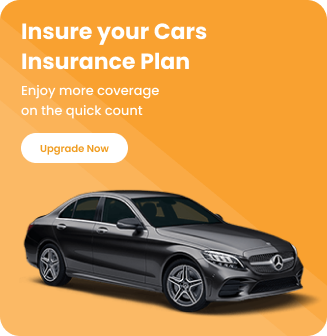 Insure your Cars
Insurance Plan
Enjoy more coverage
on the quick count
Upgrade Now